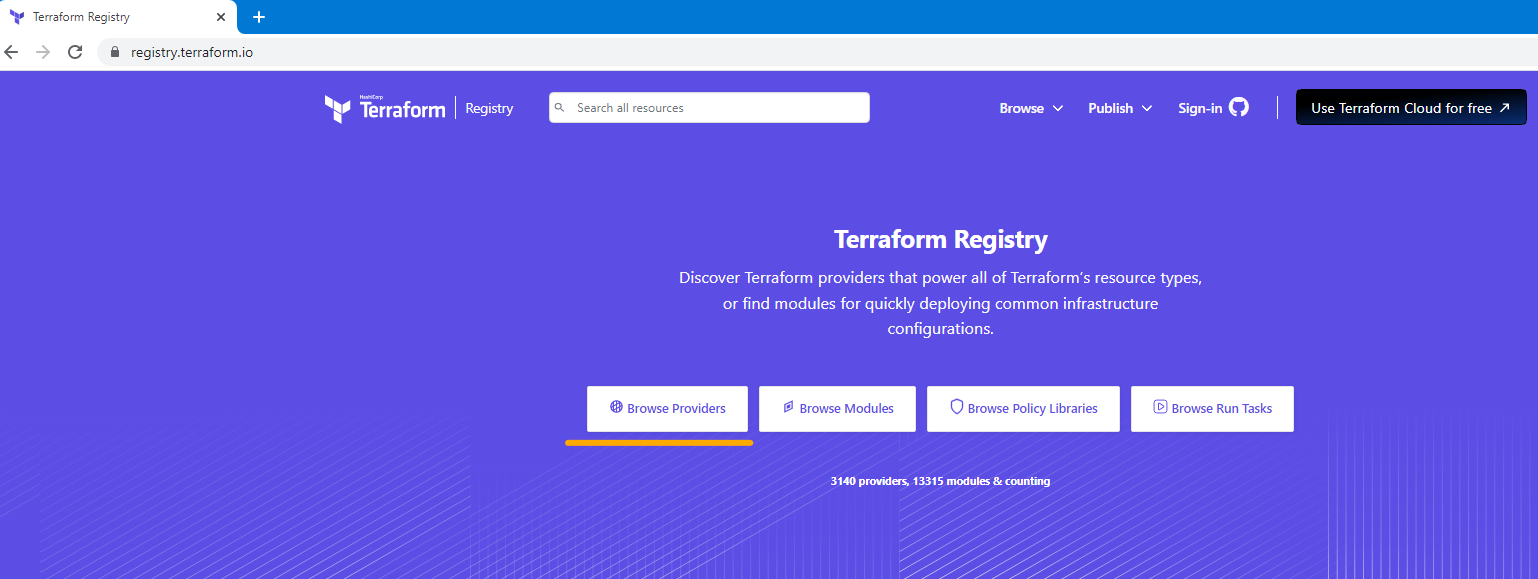 Terraform Registry
registry.terraform.io
HashiCorp
Terraform Registry Search all resources Browse Publish Sign-in Use Terraform Cloud for free
Terraform Registry
Discover Terraform providers that power all of Terraform's resource types,
or find modules for quickly deploying common infrastructure
configurations.
Browse Providers Browse Modules Browse Policy Libraries Browse Run Tasks
3140 providers, 13315 modules & counting